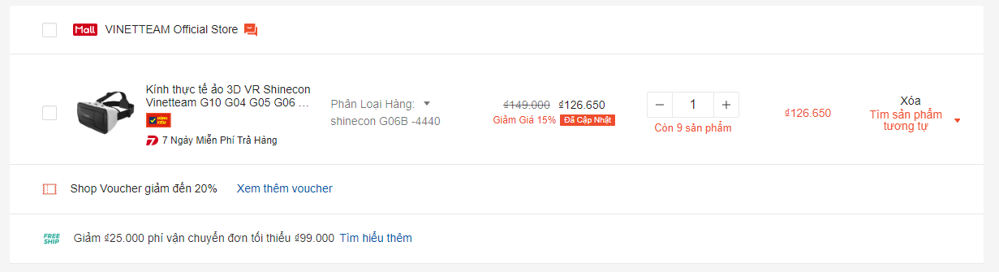 Mall VINETTEAM Official Store
Kính thực tế ảo 3D VR Shinecon
Vinetteam G10 G04 G05 G06 ...
ĐÚNG
KIỂM
7 Ngày Miễn Phí Trả Hàng
Phân Loại Hàng:
shinecon G06B -4440
₫149.000 ₫126.650
Giảm Giá 15% Đã Cập Nhật
1
Còn 9 sản phẩm
₫126.650
Xóa
Tìm sản phẩm
tương tự
Shop Voucher giảm đến 20% Xem thêm voucher
FREE
SHIP
Giảm ₫25.000 phí vận chuyển đơn tối thiểu ₫99.000 Tìm hiểu thêm